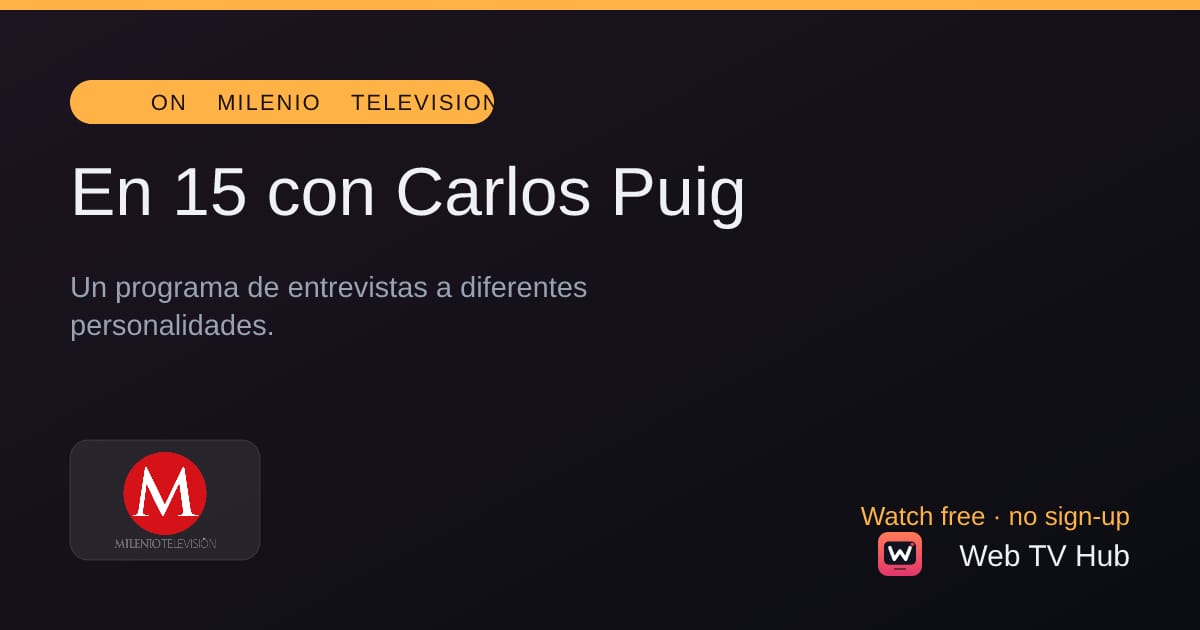 ON MILENIO TELEVISION
En 15 con Carlos Puig
Un programa de entrevistas a diferentes
personalidades.
M
MILENIOTELEVISIÓN
Watch free · no sign-up
W
Web TV Hub